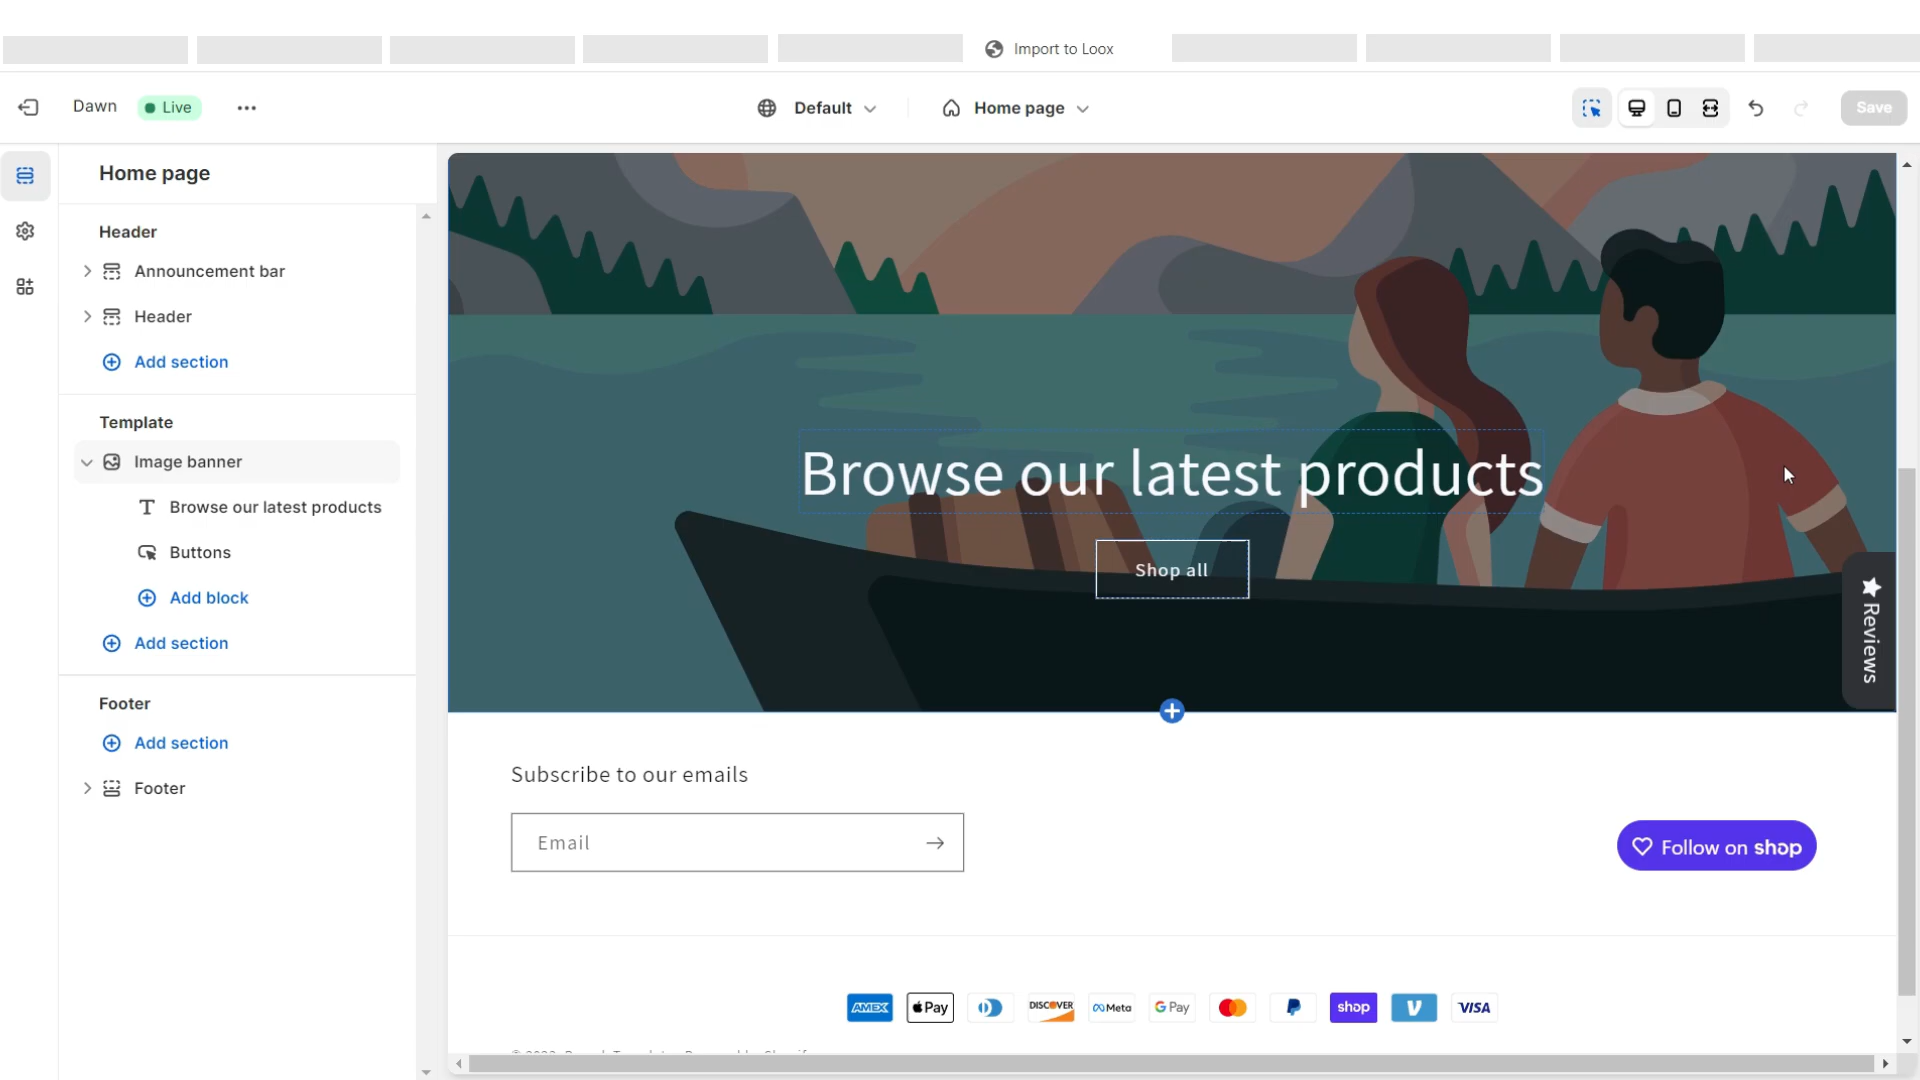 Import to Loox
Dawn
Live
Default
Home page
Save
Home page
Header
Announcement bar
Header
Add section
Template
Image banner
Browse our latest products
Buttons
Add block
Add section
Footer
Add section
Footer
Browse our latest products
Shop all
Reviews
Subscribe to our emails
Email
Follow on shop
AMEX
Pay
DISCOVER
Meta
G Pay
shop
VISA